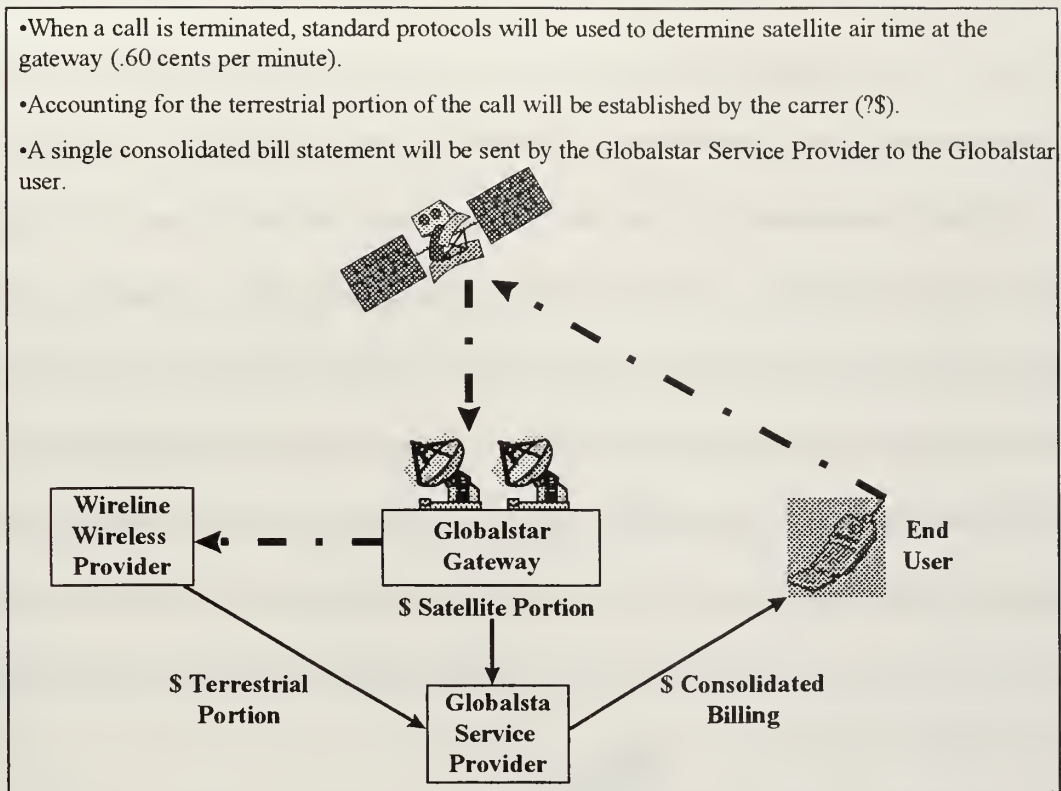 •When a call is terminated, standard protocols will be used to determine satellite air time at the
gateway (.60 cents per minute).
•Accounting for the terrestrial portion of the call will be established by the carrer (?$).
•A single consolidated bill statement will be sent by the Globalstar Service Provider to the Globalstar
user.
Wireline
Wireless
Provider
Globalstar
Gateway
End
User
$ Satellite Portion
$ Terrestrial
Portion
Globalsta
Service
Provider
$ Consolidated
Billing